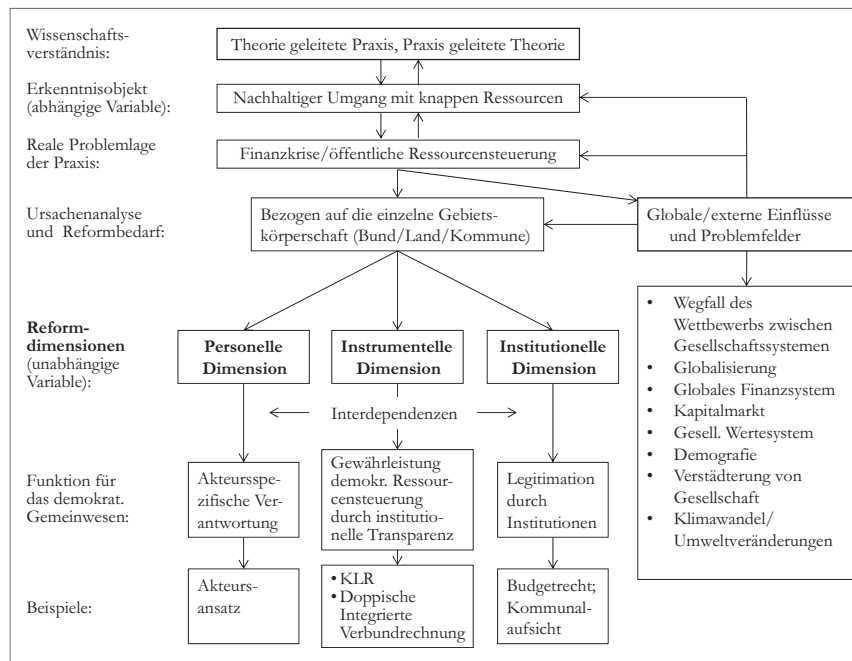 Wissenschafts-
verständnis:
Theorie geleitete Praxis, Praxis geleitete Theorie
Erkenntnisobjekt
(abhängige Variable):
Nachhaltiger Umgang mit knappen Ressourcen
Reale Problemlage
der Praxis:
Finanzkrise/öffentliche Ressourcensteuerung
Ursachenanalyse
und Reformbedarf:
Bezogen auf die einzelne Gebiets-
körperschaft (Bund/Land/Kommune)
Globale/externe Einflüsse
und Problemfelder
• Wegfall des
Wettbewerbs zwischen
Gesellschaftssystemen
• Globalisierung
• Globales Finanzsystem
• Kapitalmarkt
• Gesell. Wertesystem
• Demografie
• Verstädterung von
Gesellschaft
• Klimawandel/
Umweltveränderungen
Reform-
dimensionen
(unabhängige
Variable):
Personelle
Dimension
Instrumentelle
Dimension
Institutionelle
Dimension
Interdependenzen
Funktion für
das demokrat.
Gemeinwesen:
Akteursspe-
zifische Ver-
antwortung
Gewährleistung
demokr. Ressour-
censteuerung
durch institutio-
nelle Transparenz
Legitimation
durch
Institutionen
Beispiele:
Akteurs-
ansatz
• KLR
• Doppische
Integrierte
Verbundrechnung
Budgetrecht;
Kommunal-
aufsicht